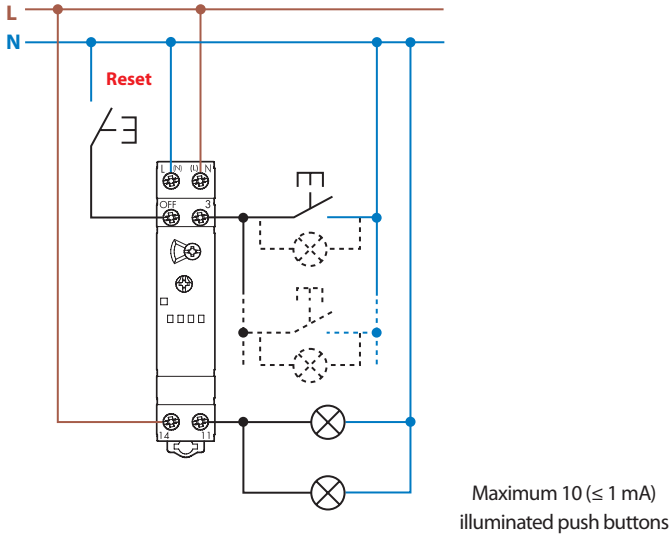 L
N
Reset
L (N) (L) N
OFF 3
14 11
Maximum 10 (≤ 1 mA)
illuminated push buttons